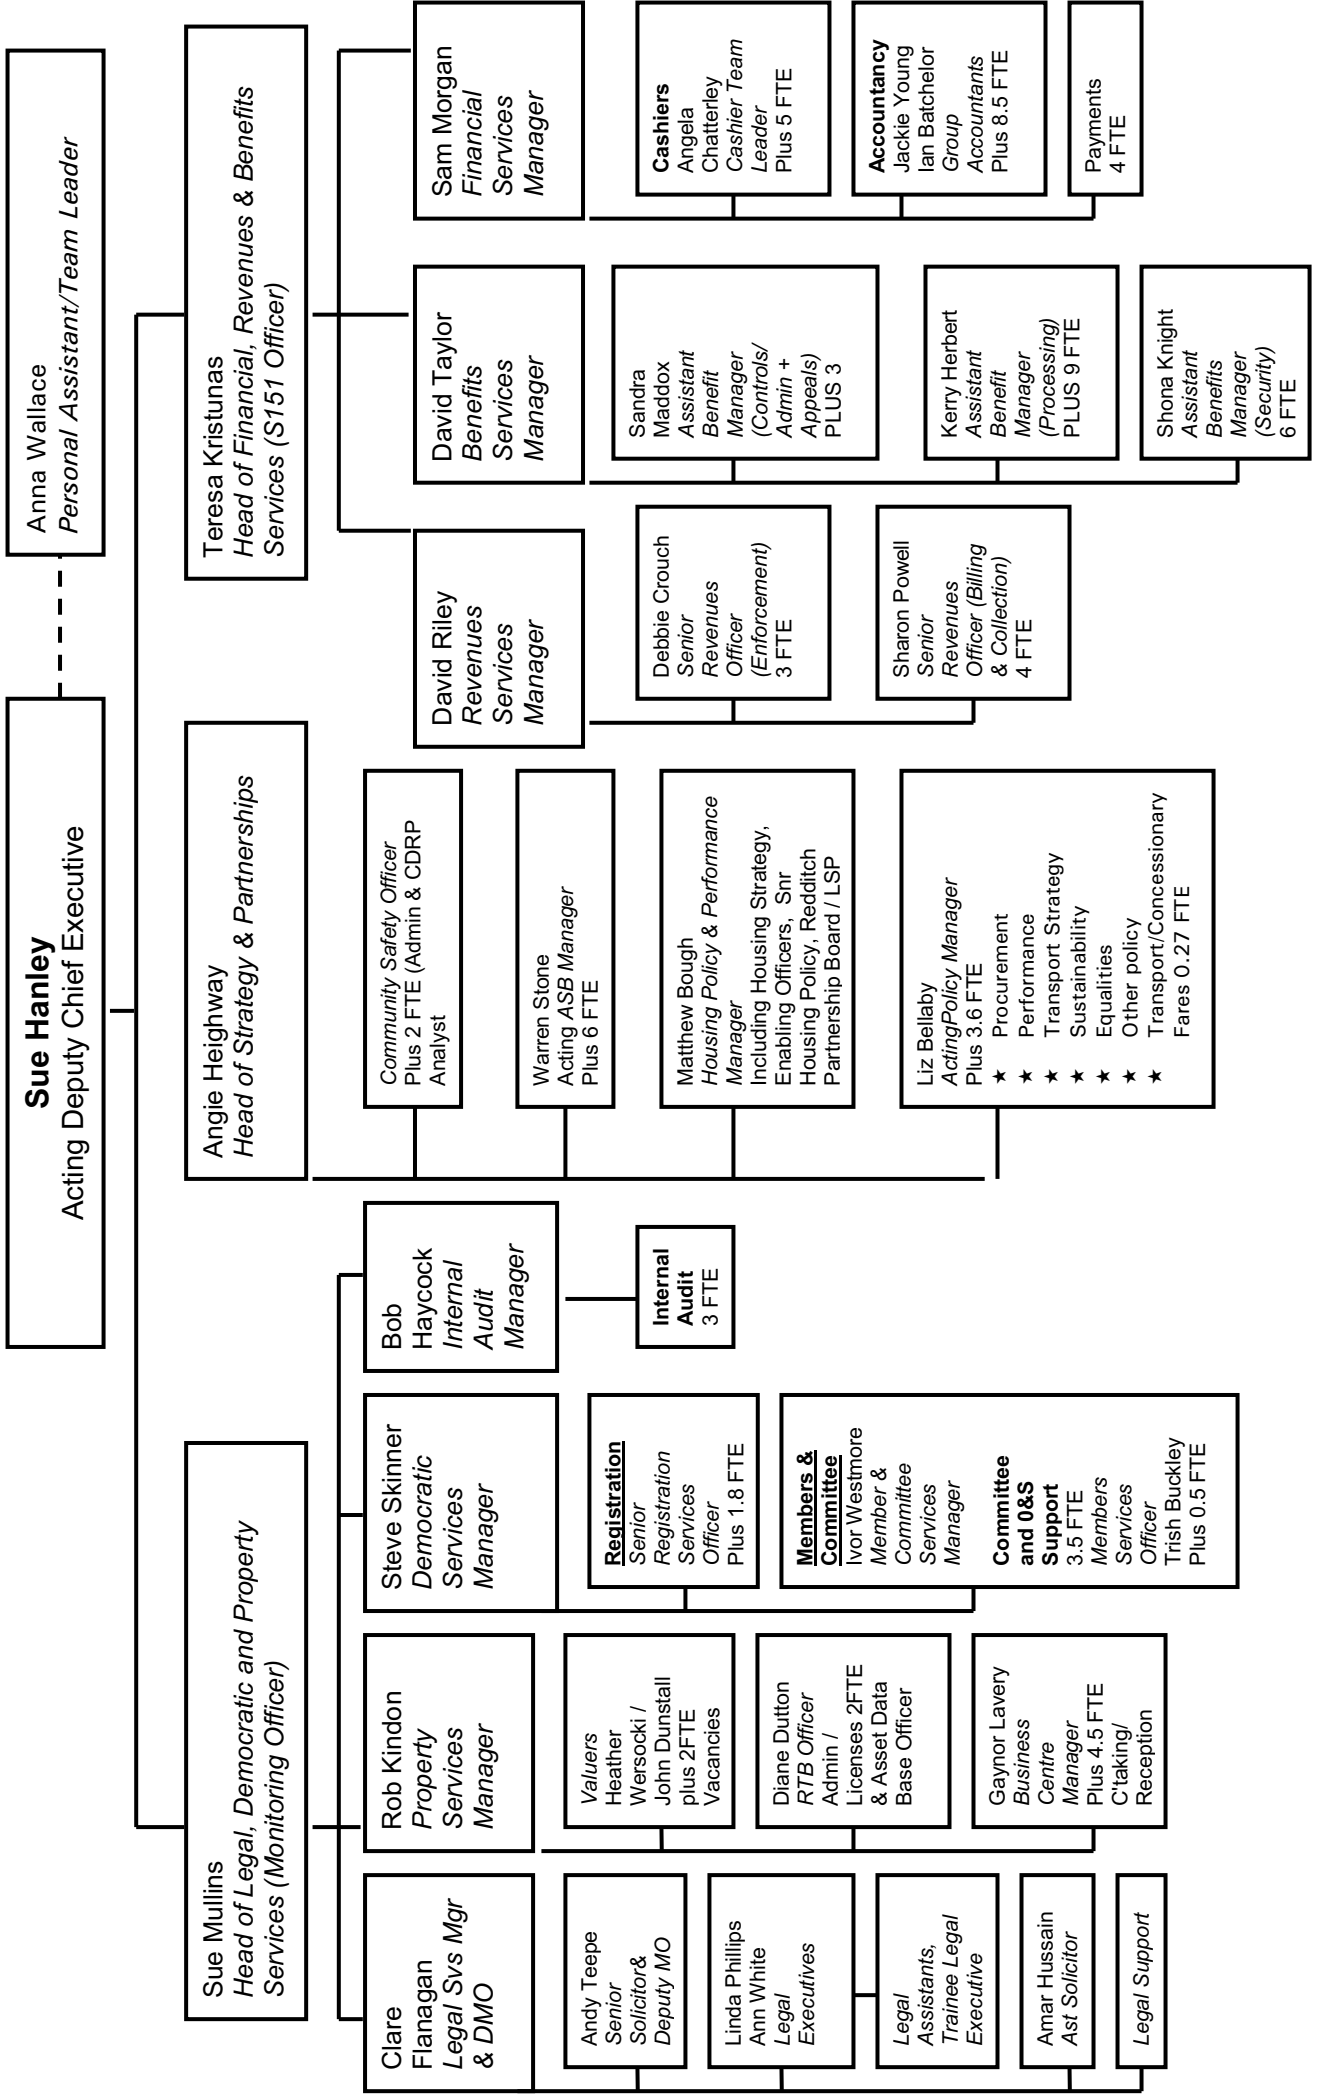 Sue Hanley
Acting Deputy Chief Executive
Anna Wallace
Personal Assistant/Team Leader
Sue Mullins
Head of Legal, Democratic and Property
Services (Monitoring Officer)
Angie Heighway
Head of Strategy & Partnerships
Teresa Kristunas
Head of Financial, Revenues & Benefits
Services (S151 Officer)
Clare
Flanagan
Legal Svs Mgr
& DMO
Andy Teepe
Senior
Solicitor&
Deputy MO
Linda Phillips
Ann White
Legal
Executives
Legal
Assistants,
Trainee Legal
Executive
Amar Hussain
Ast Solicitor
Legal Support
Rob Kindon
Property
Services
Manager
Valuers
Heather
Wersocki /
John Dunstall
plus 2FTE
Vacancies
Diane Dutton
RTB Officer
Admin /
Licenses 2FTE
& Asset Data
Base Officer
Gaynor Lavery
Business
Centre
Manager
Plus 4.5 FTE
C'taking/
Reception
Steve Skinner
Democratic
Services
Manager
Registration
Senior
Registration
Services
Officer
Plus 1.8 FTE
Members &
Committee
Ivor Westmore
Member &
Committee
Services
Manager
Committee
and 0&S
Support
3.5 FTE
Members
Services
Officer
Trish Buckley
Plus 0.5 FTE
Bob
Haycock
Internal
Audit
Manager
Internal
Audit
3 FTE
Community Safety Officer
Plus 2 FTE (Admin & CDRP
Analyst
Warren Stone
Acting ASB Manager
Plus 6 FTE
Matthew Bough
Housing Policy & Performance
Manager
Including Housing Strategy,
Enabling Officers, Snr
Housing Policy, Redditch
Partnership Board / LSP
Liz Bellaby
ActingPolicy Manager
Plus 3.6 FTE
★ Procurement
★ Performance
★ Transport Strategy
★ Sustainability
★ Equalities
★ Other policy
★ Transport/Concessionary
Fares 0.27 FTE
David Riley
Revenues
Services
Manager
Debbie Crouch
Senior
Revenues
Officer
(Enforcement)
3 FTE
Sharon Powell
Senior
Revenues
Officer (Billing
& Collection)
4 FTE
David Taylor
Benefits
Services
Manager
Sandra
Maddox
Assistant
Benefit
Manager
(Controls/
Admin +
Appeals)
PLUS 3
Kerry Herbert
Assistant
Benefit
Manager
(Processing)
PLUS 9 FTE
Shona Knight
Assistant
Benefits
Manager
(Security)
6 FTE
Sam Morgan
Financial
Services
Manager
Cashiers
Angela
Chatterley
Cashier Team
Leader
Plus 5 FTE
Accountancy
Jackie Young
Ian Batchelor
Group
Accountants
Plus 8.5 FTE
Payments
4 FTE